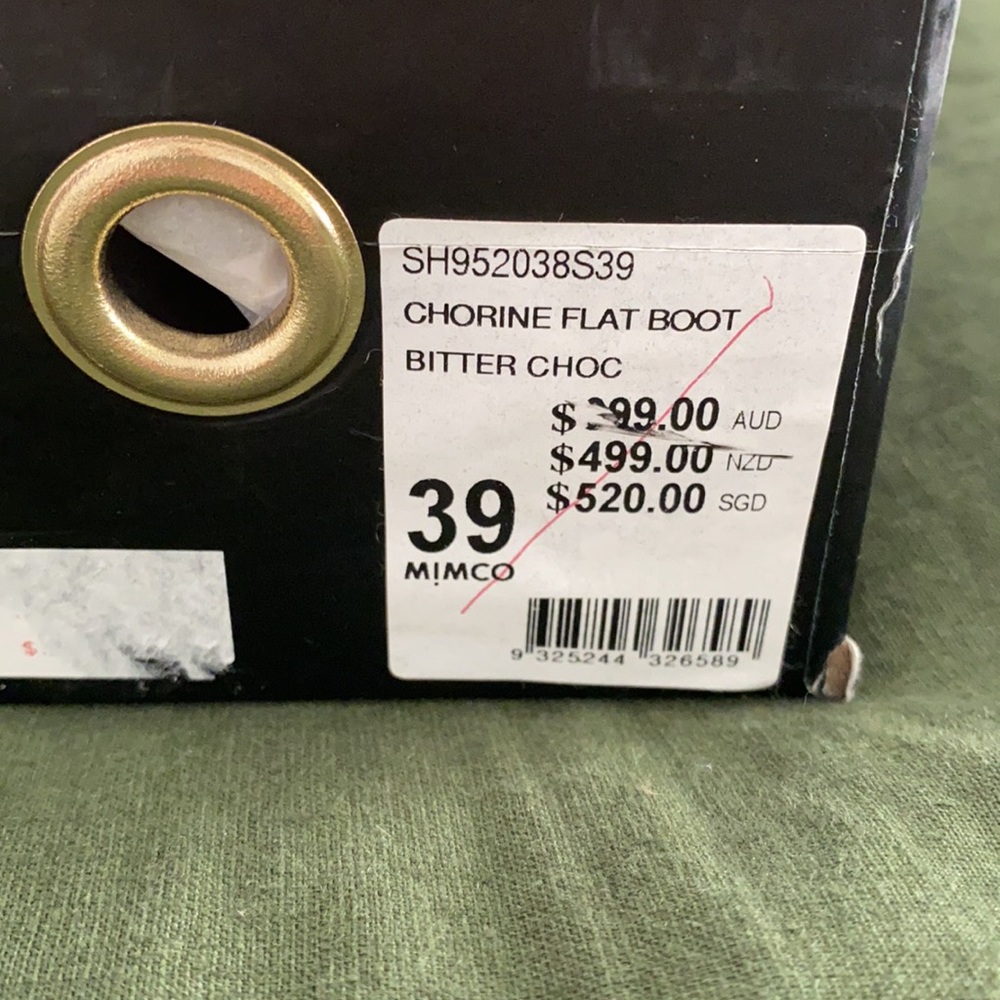 SH952038S39
CHORINE FLAT BOOT
BITTER CHOC
$ 99.00 AUD
$499.00 NZD
$520.00 SGD
39
MIMCO
9 325244 326589
$